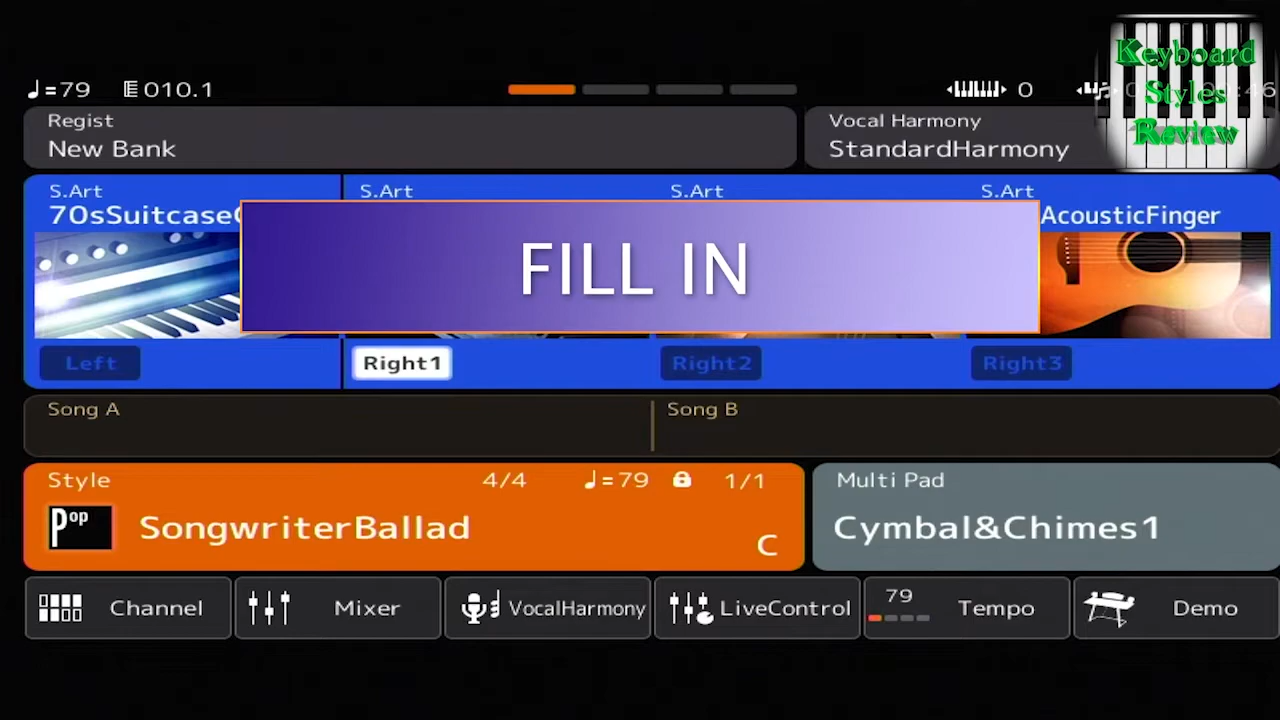 ♩=79 010.1 0
Keyboard
Styles
Review
Regist
New Bank
Vocal Harmony
StandardHarmony
S.Art S.Art S.Art S.Art
AcousticFinger
FILL IN
Left Right1 Right2 Right3
Song A Song B
Style 4/4 ♩=79 1/1
Pop SongwriterBallad
C
Multi Pad
Cymbal&Chimes1
Channel Mixer VocalHarmony LiveControl 79 Tempo Demo